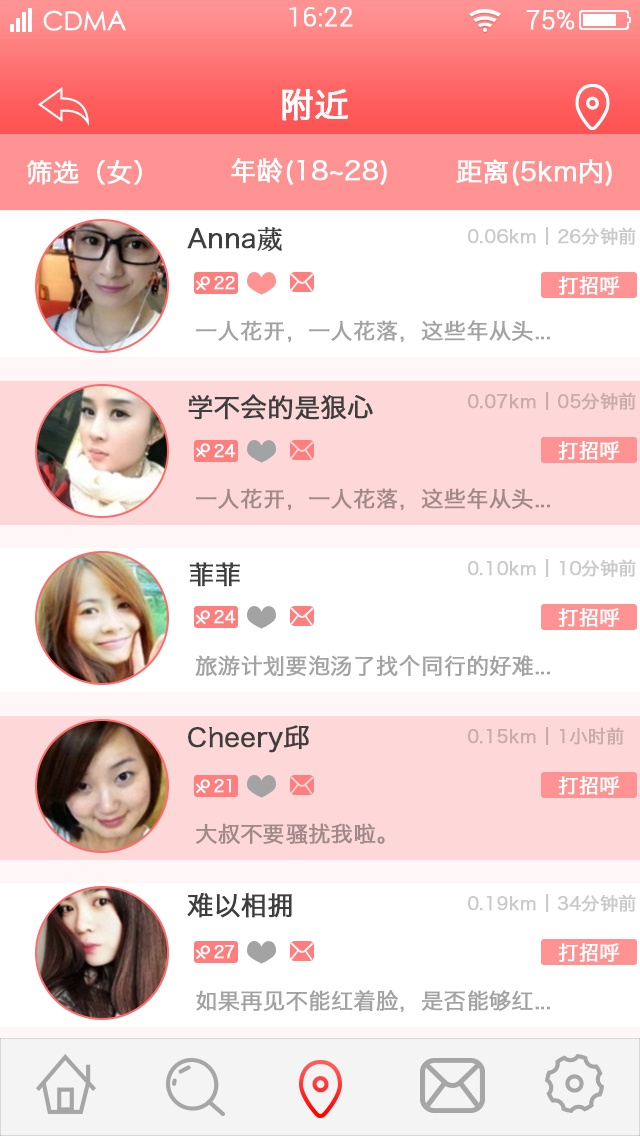 CDMA 16:22 75%
附近
筛选（女） 年龄(18~28) 距离(5km内)
Anna葳 0.06km | 26分钟前
22 打招呼
一人花开，一人花落，这些年从头...
学不会的是狠心 0.07km | 05分钟前
24 打招呼
一人花开，一人花落，这些年从头...
菲菲 0.10km | 10分钟前
24 打招呼
旅游计划要泡汤了找个同行的好难...
Cheery邱 0.15km | 1小时前
21 打招呼
大叔不要骚扰我啦。
难以相拥 0.19km | 34分钟前
27 打招呼
如果再见不能红着脸，是否能够红...